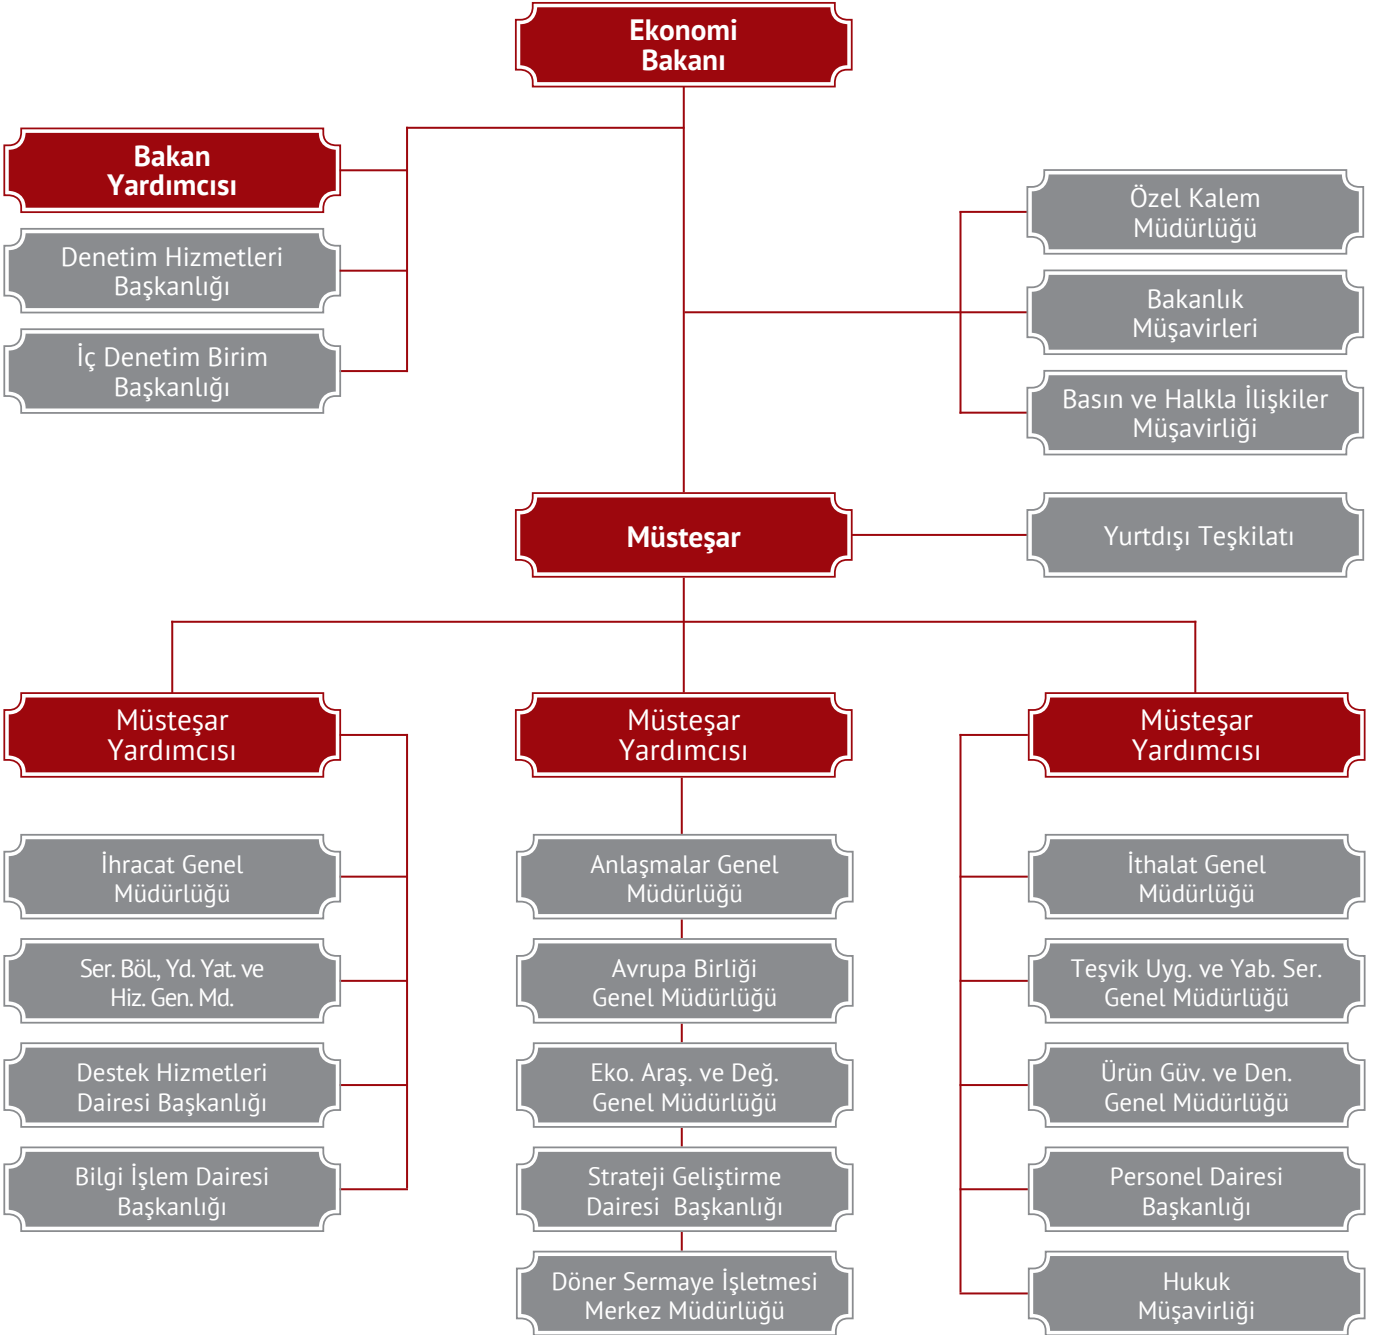 Ekonomi
Bakanı
Bakan
Yardımcısı
Denetim Hizmetleri
Başkanlığı
İç Denetim Birim
Başkanlığı
Özel Kalem
Müdürlüğü
Bakanlık
Müşavirleri
Basın ve Halkla İlişkiler
Müşavirliği
Müsteşar
Yurtdışı Teşkilatı
Müsteşar
Yardımcısı
İhracat Genel
Müdürlüğü
Ser. Böl., Yd. Yat. ve
Hiz. Gen. Md.
Destek Hizmetleri
Dairesi Başkanlığı
Bilgi İşlem Dairesi
Başkanlığı
Müsteşar
Yardımcısı
Anlaşmalar Genel
Müdürlüğü
Avrupa Birliği
Genel Müdürlüğü
Eko. Araş. ve Değ.
Genel Müdürlüğü
Strateji Geliştirme
Dairesi Başkanlığı
Döner Sermaye İşletmesi
Merkez Müdürlüğü
Müsteşar
Yardımcısı
İthalat Genel
Müdürlüğü
Teşvik Uyg. ve Yab. Ser.
Genel Müdürlüğü
Ürün Güv. ve Den.
Genel Müdürlüğü
Personel Dairesi
Başkanlığı
Hukuk
Müşavirliği